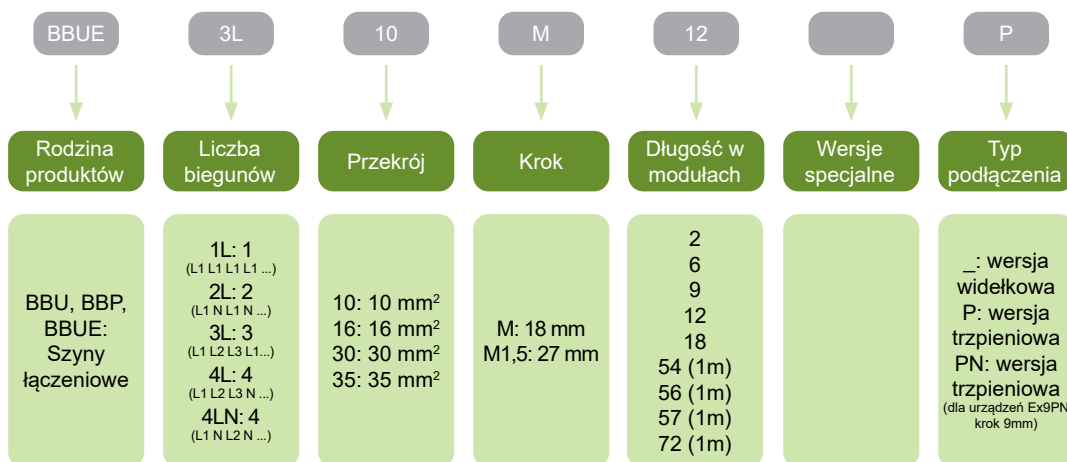 BBUE
3L
10
M
12
P
Rodzina
produktów
Liczba
biegunów
Przekrój
Krok
Długość w
modułach
Wersje
specjalne
Typ
podłączenia
BBU, BBP,
BBUE:
Szyny
łączeniowe
1L: 1
(L1 L1 L1 L1 ...)
2L: 2
(L1 N L1 N ...)
3L: 3
(L1 L2 L3 L1...)
4L: 4
(L1 L2 L3 N ...)
4LN: 4
(L1 N L2 N ...)
10: 10 mm²
16: 16 mm²
30: 30 mm²
35: 35 mm²
M: 18 mm
M1,5: 27 mm
2
6
9
12
18
54 (1m)
56 (1m)
57 (1m)
72 (1m)
_: wersja
widełkowa
P: wersja
trzpieniowa
PN: wersja
trzpieniowa
(dla urządzeń Ex9PN
krok 9mm)